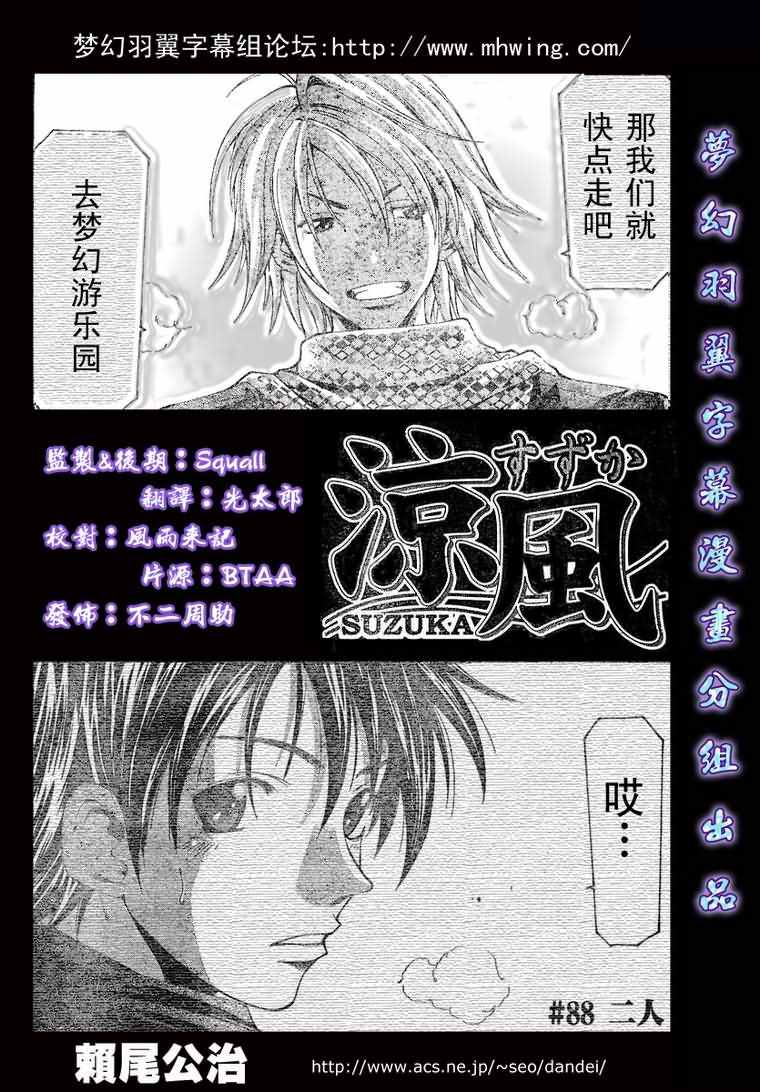 梦幻羽翼字幕组论坛:http://www.mhwing.com/
那我们就
快点走吧
去梦幻游乐园
夢幻羽翼字幕漫畫分組出品
監製&後期：Squall
翻譯：光太郎
校對：風雨来記
片源：BTAA
發佈：不二周助
すずか
涼風
SUZUKA
哎…
#88 二人
賴尾公治
http://www.acs.ne.jp/~seo/dandei/